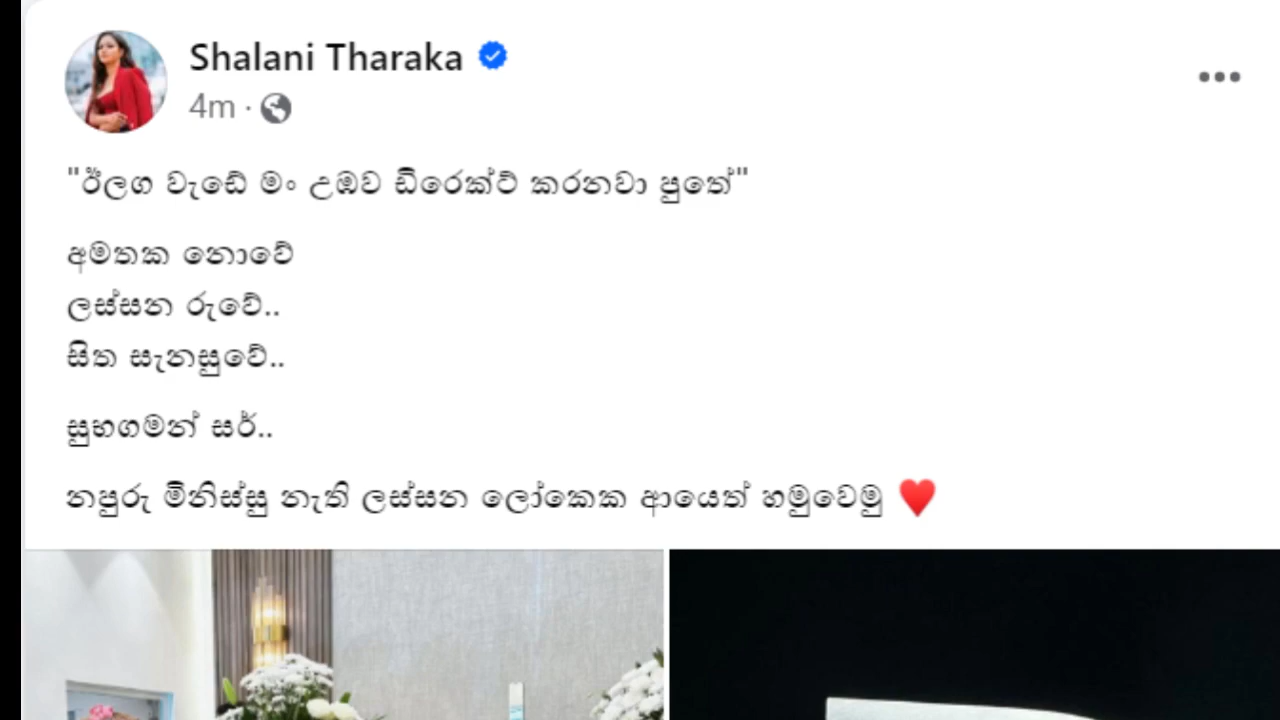 Shalani Tharaka
4m ·
"ඊලග වැඩේ මං උඹව ඩිරෙක්ට් කරනවා පුතේ"
අමතක නොවේ
ලස්සන රුවේ..
සිත සැනසුවේ..
සුභගමන් සර්..
නපුරු මිනිස්සු නැති ලස්සන ලෝකෙක ආයෙත් හමුවෙමු ♥️